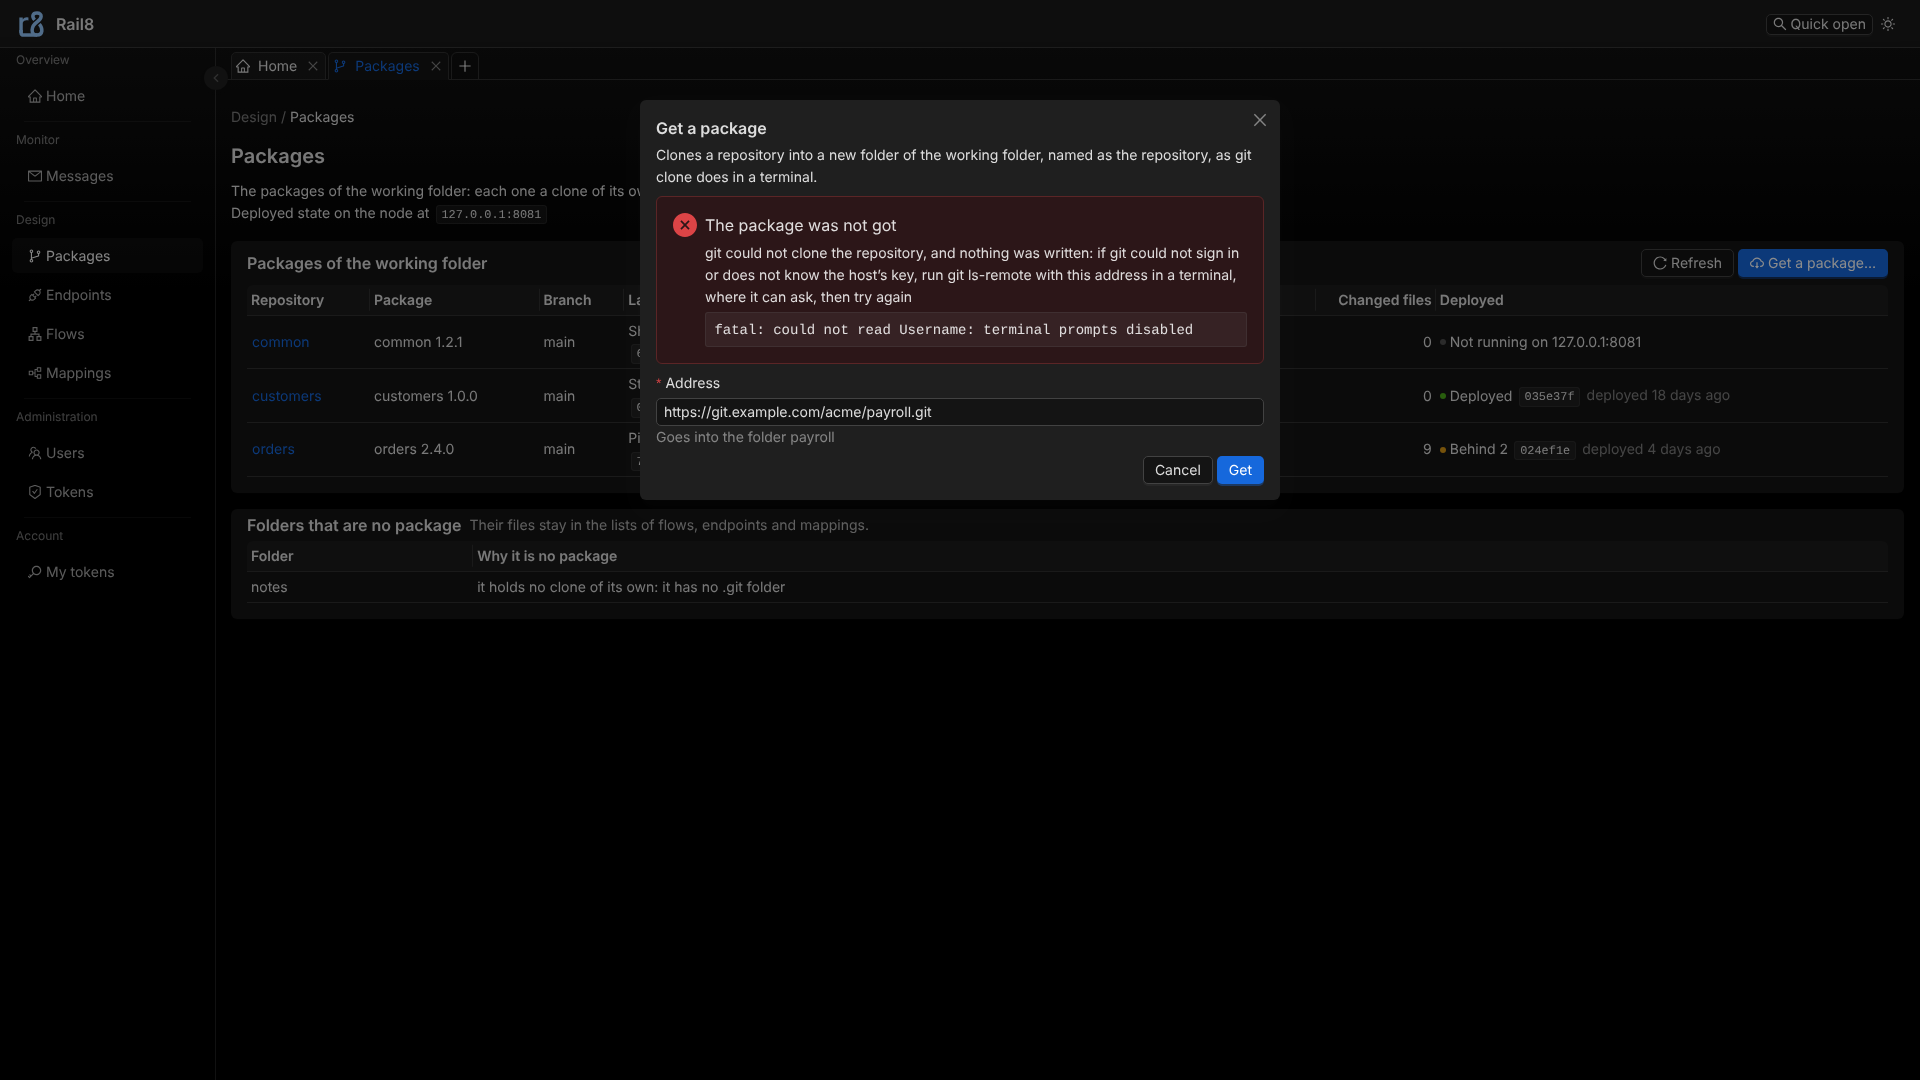 r8 Rail8
Quick open
Overview
Home
Monitor
Messages
Design
Packages
Endpoints
Flows
Mappings
Administration
Users
Tokens
Account
My tokens
Home
Packages
Design / Packages
Packages
The packages of the working folder: each one a clone of its
Deployed state on the node at 127.0.0.1:8081
Packages of the working folder
Refresh
Get a package...
Repository Package Branch Changed files Deployed
common common 1.2.1 main 0 Not running on 127.0.0.1:8081
customers customers 1.0.0 0 Deployed 035e37f deployed 18 days ago
orders orders 2.4.0 main 9 Behind 2 024ef1e deployed 4 days ago
Folders that are no package Their files stay in the lists of flows, endpoints and mappings.
Folder Why it is no package
notes it holds no clone of its own: it has no .git folder
Get a package
Clones a repository into a new folder of the working folder, named as the repository, as git
clone does in a terminal.
The package was not got
git could not clone the repository, and nothing was written: if git could not sign in
or does not know the host’s key, run git ls-remote with this address in a terminal,
where it can ask, then try again
fatal: could not read Username: terminal prompts disabled
* Address
https://git.example.com/acme/payroll.git
Goes into the folder payroll
Cancel
Get